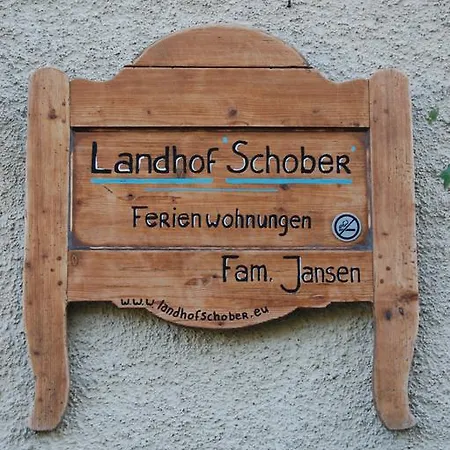 Landhof "Schober"
Ferienwohnungen
Fam. Jansen
www.landhofschober.eu